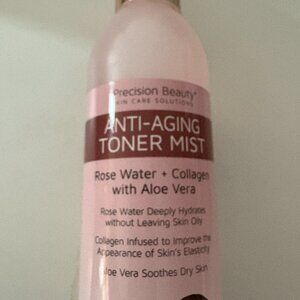 Precision Beauty®
SKIN CARE SOLUTIONS
ANTI-AGING
TONER MIST
Rose Water + Collagen
with Aloe Vera
Rose Water Deeply Hydrates
without Leaving Skin Oily
Collagen Infused to Improve the
Appearance of Skin's Elasticity
Aloe Vera Soothes Dry Skin